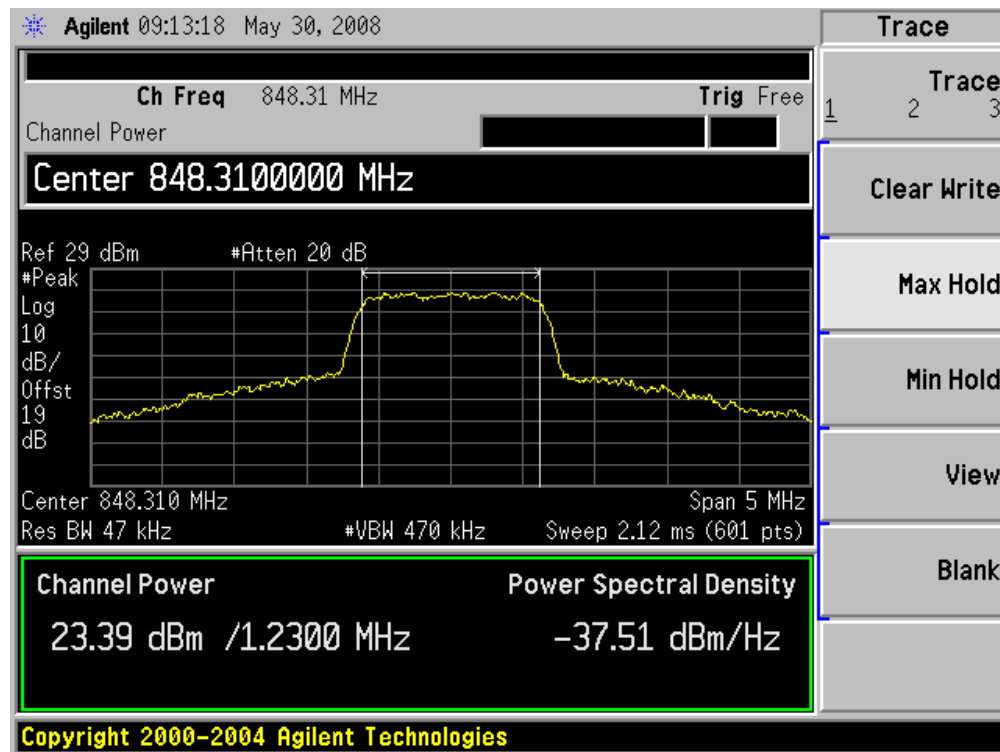 Agilent 09:13:18 May 30, 2008
Trace
Ch Freq 848.31 MHz Trig Free
Trace
1 2 3
Channel Power
Center 848.3100000 MHz
Clear Write
Ref 29 dBm #Atten 20 dB
#Peak
Log
10
dB/
Offst
19
dB
Max Hold
Min Hold
View
Center 848.310 MHz Span 5 MHz
Res BW 47 kHz #VBW 470 kHz Sweep 2.12 ms (601 pts)
Blank
Channel Power Power Spectral Density
23.39 dBm /1.2300 MHz -37.51 dBm/Hz
Copyright 2000-2004 Agilent Technologies